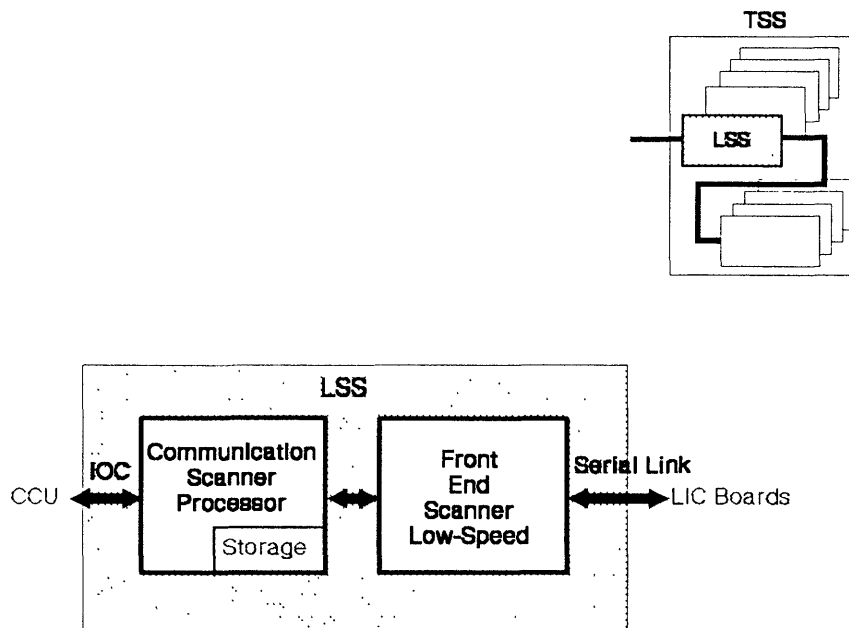 TSS
LSS
LSS
Communication
Scanner
Processor
Storage
Front
End
Scanner
Low-Speed
CCU
IOC
Serial Link
LIC Boards